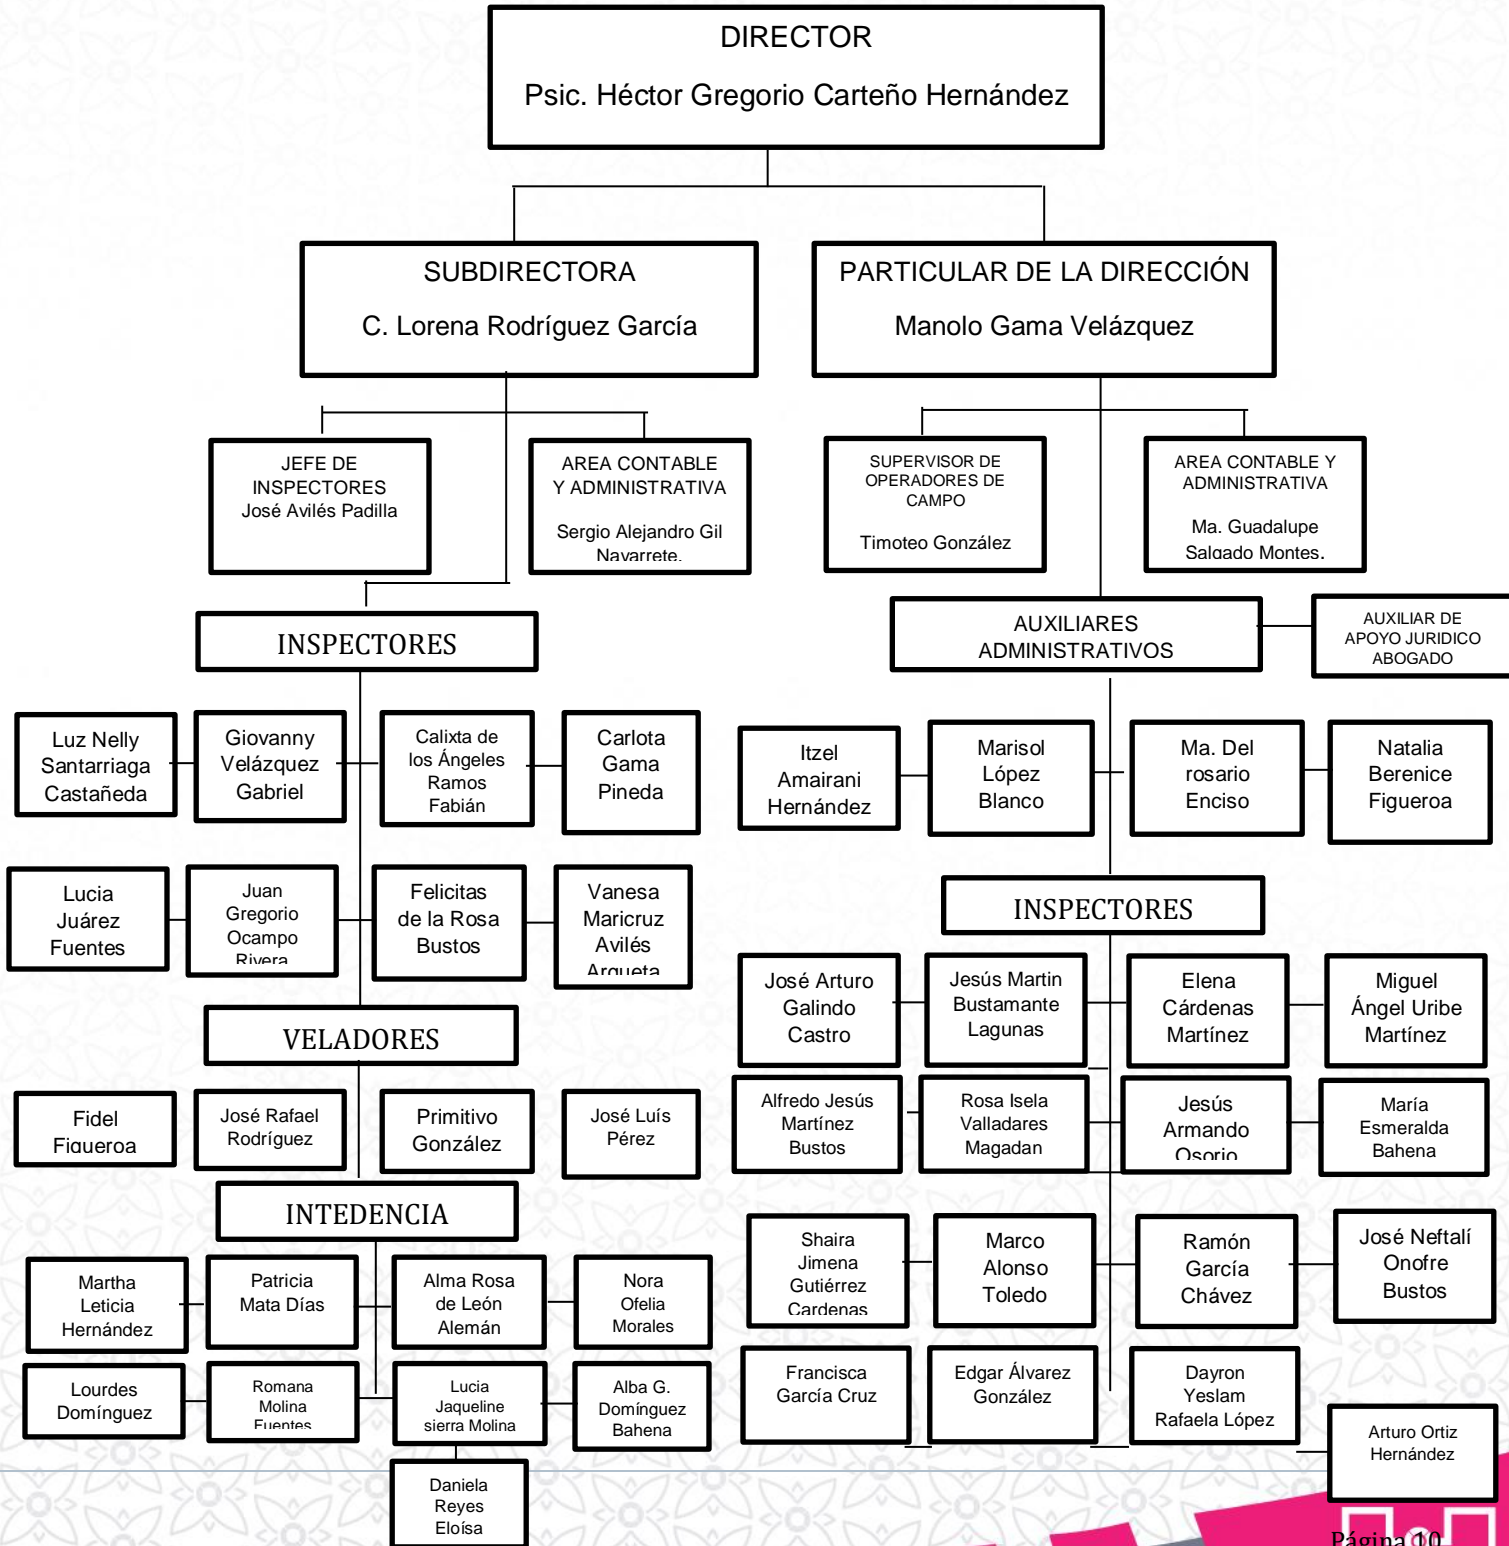 DIRECTOR
Psic. Héctor Gregorio Carteño Hernández
SUBDIRECTORA
C. Lorena Rodríguez García
PARTICULAR DE LA DIRECCIÓN
Manolo Gama Velázquez
JEFE DE
INSPECTORES
José Avilés Padilla
AREA CONTABLE
Y ADMINISTRATIVA
Sergio Alejandro Gil
Navarrete.
SUPERVISOR DE
OPERADORES DE
CAMPO
Timoteo González
AREA CONTABLE Y
ADMINISTRATIVA
Ma. Guadalupe
Salgado Montes.
INSPECTORES
Luz Nelly
Santarriaga
Castañeda
Giovanny
Velázquez
Gabriel
Calixta de
los Ángeles
Ramos
Fabián
Carlota
Gama
Pineda
Lucia
Juárez
Fuentes
Juan
Gregorio
Ocampo
Rivera
Felicitas
de la Rosa
Bustos
Vanesa
Maricruz
Avilés
Argueta
VELADORES
Fidel
Figueroa
José Rafael
Rodríguez
Primitivo
González
José Luís
Pérez
INTEDENCIA
Martha
Leticia
Hernández
Patricia
Mata Días
Alma Rosa
de León
Alemán
Nora
Ofelia
Morales
Lourdes
Domínguez
Romana
Molina
Fuentes
Lucia
Jaqueline
sierra Molina
Alba G.
Domínguez
Bahena
Daniela
Reyes
Eloísa
AUXILIARES
ADMINISTRATIVOS
AUXILIAR DE
APOYO JURIDICO
ABOGADO
Itzel
Amairani
Hernández
Marisol
López
Blanco
Ma. Del
rosario
Enciso
Natalia
Berenice
Figueroa
INSPECTORES
José Arturo
Galindo
Castro
Jesús Martin
Bustamante
Lagunas
Elena
Cárdenas
Martínez
Miguel
Ángel Uribe
Martínez
Alfredo Jesús
Martínez
Bustos
Rosa Isela
Valladares
Magadan
Jesús
Armando
Osorio
María
Esmeralda
Bahena
Shaira
Jimena
Gutiérrez
Cardenas
Marco
Alonso
Toledo
Ramón
García
Chávez
José Neftalí
Onofre
Bustos
Francisca
García Cruz
Edgar Álvarez
González
Dayron
Yeslam
Rafaela López
Arturo Ortiz
Hernández
Página 10